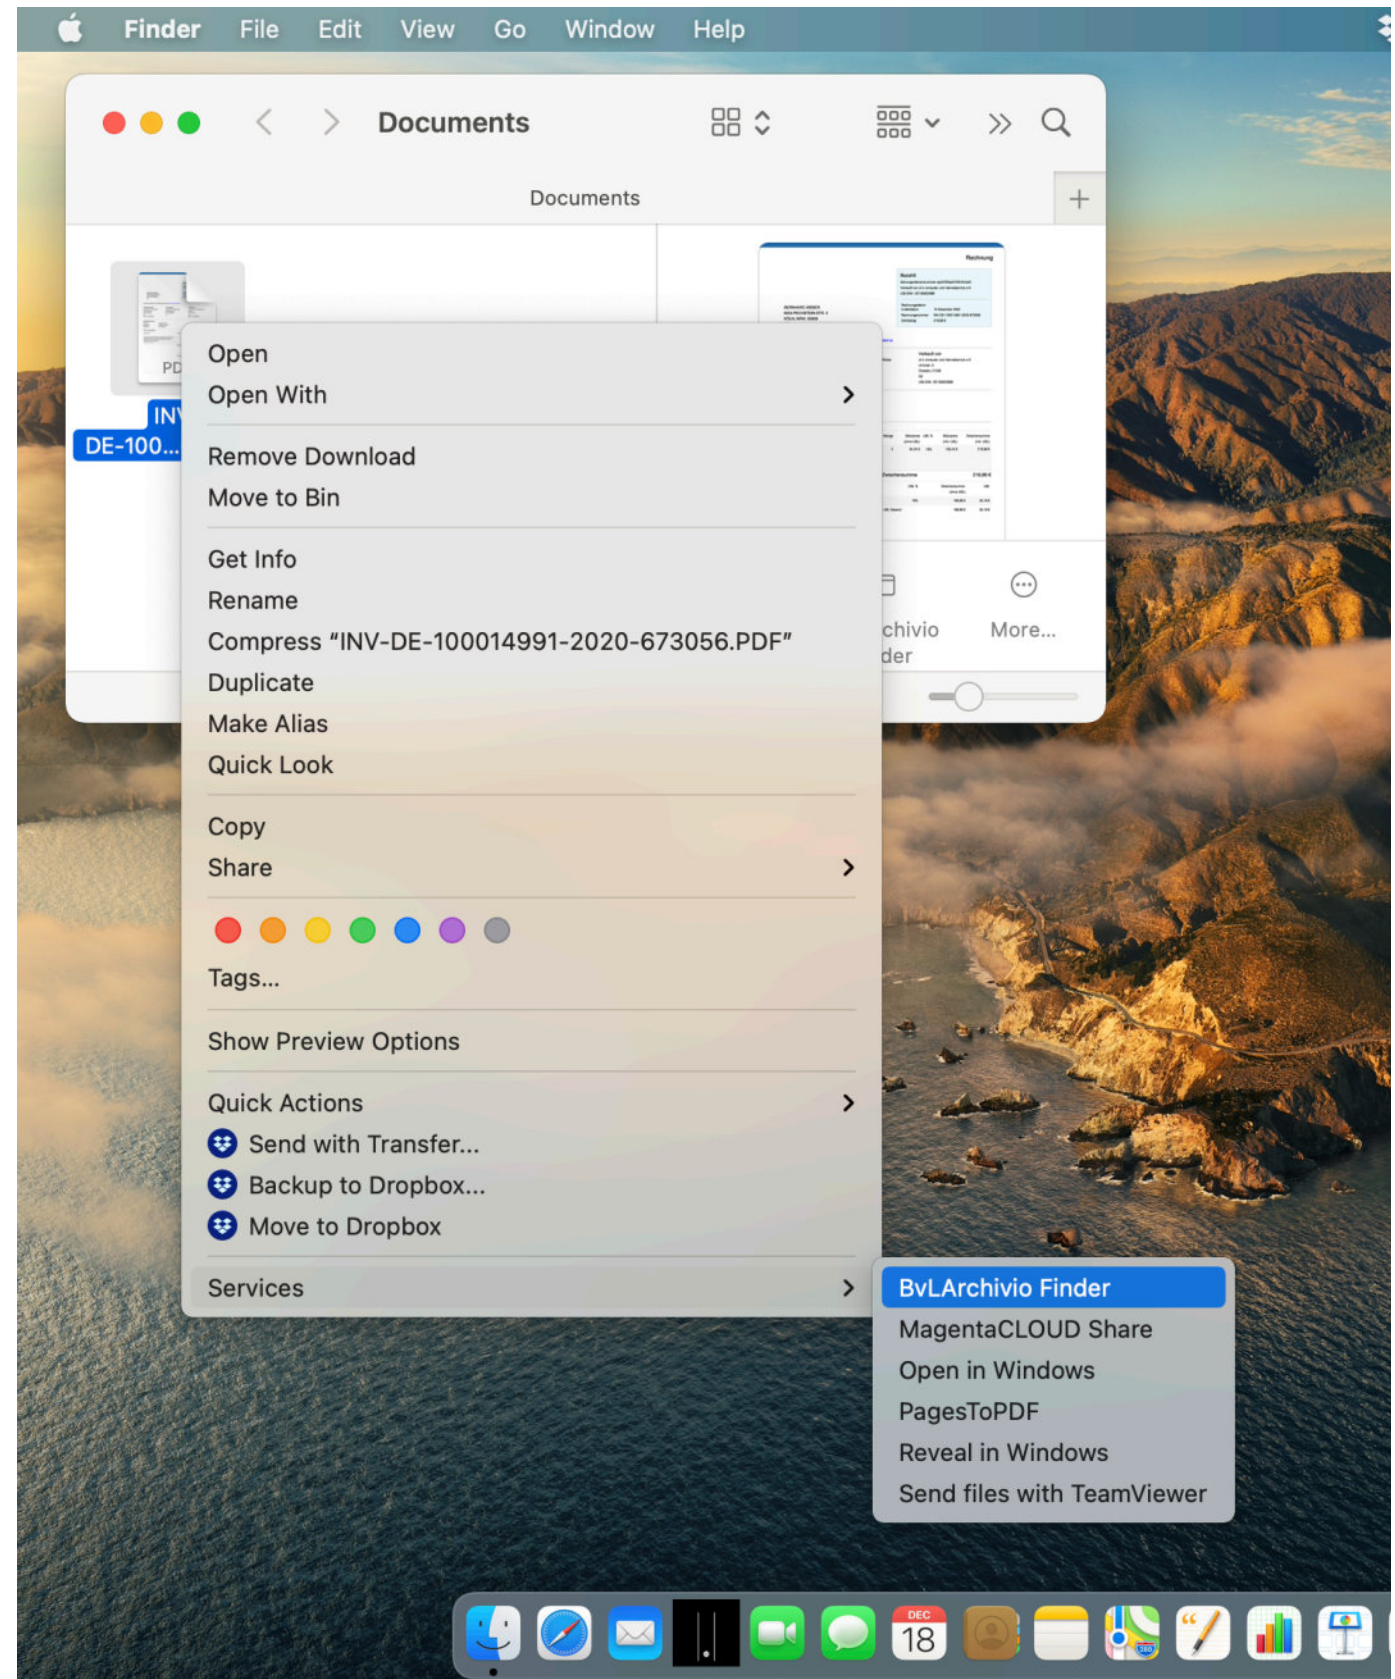 Finder File Edit View Go Window Help
Documents
Documents
Rechnung
PD
IN
DE-100...
Open
Open With
Remove Download
Move to Bin
Get Info
Rename
Compress “INV-DE-100014991-2020-673056.PDF”
Duplicate
Make Alias
Quick Look
chivio
der
More...
Copy
Share
Tags...
Show Preview Options
Quick Actions
Send with Transfer...
Backup to Dropbox...
Move to Dropbox
Services
BvLArchivio Finder
MagentaCLOUD Share
Open in Windows
PagesToPDF
Reveal in Windows
Send files with TeamViewer
DEC
18